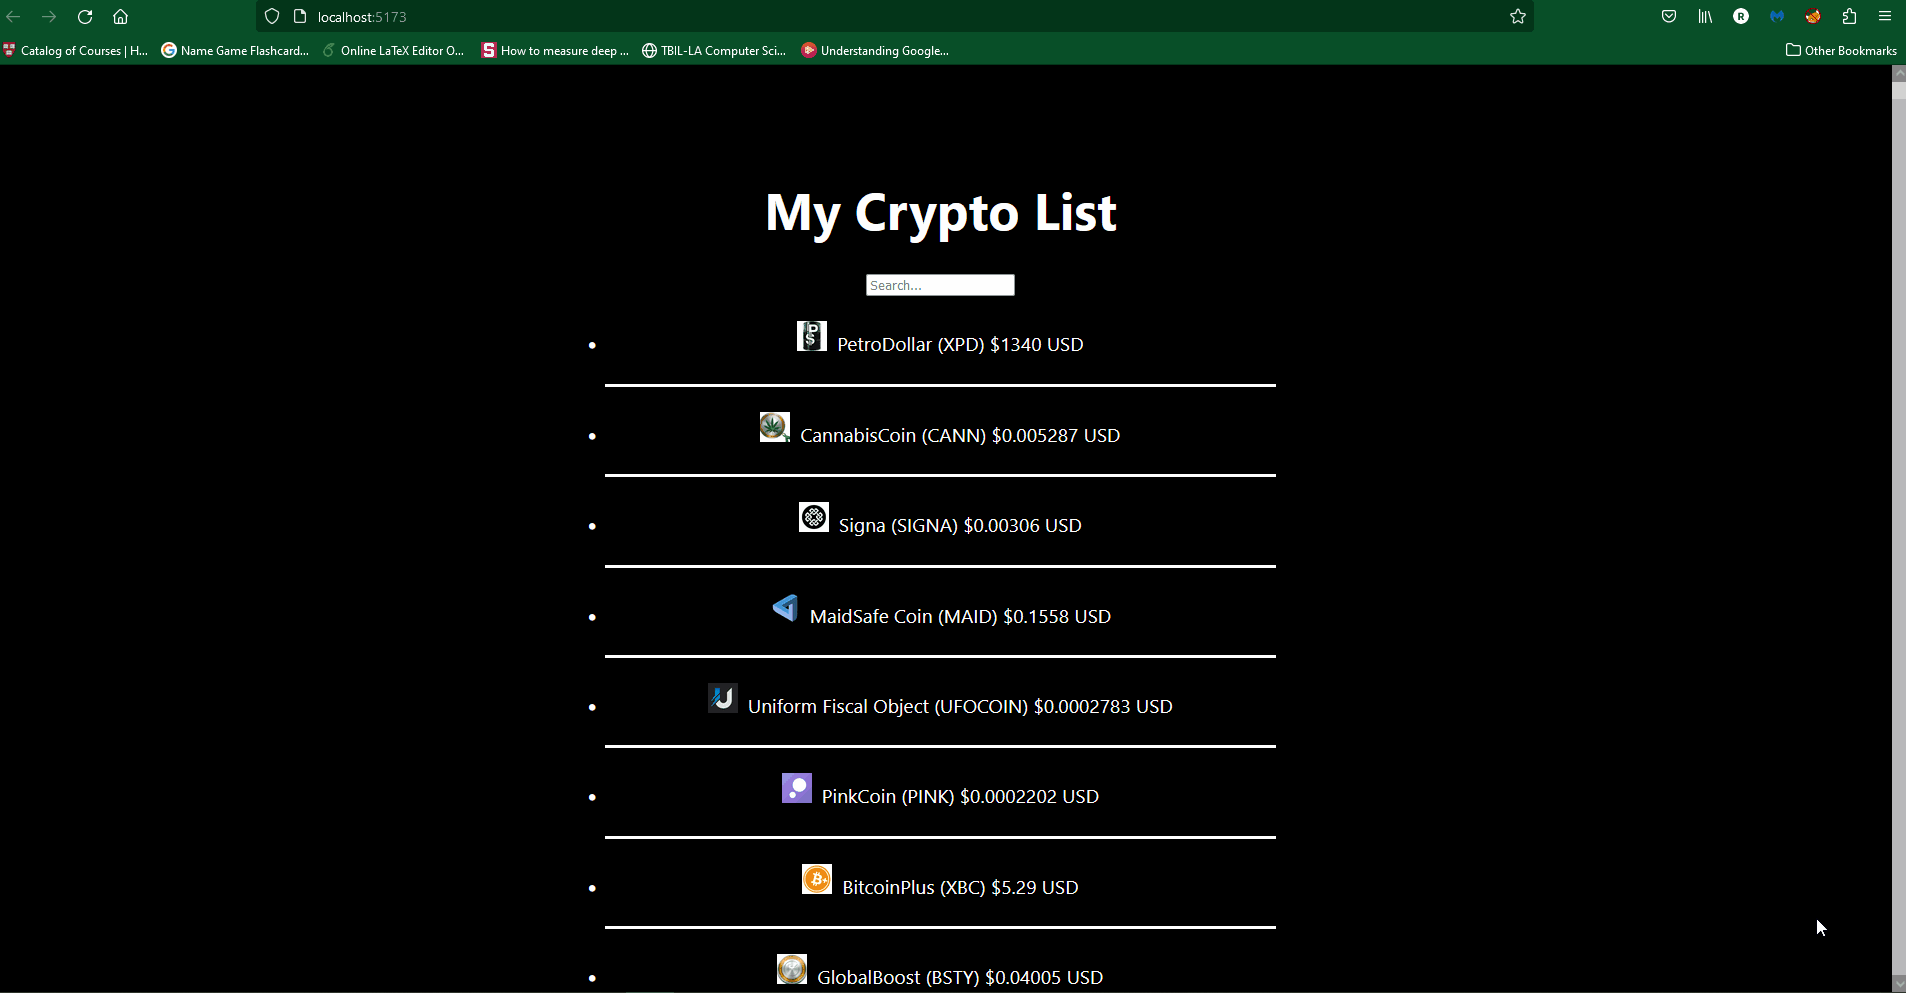 localhost:5173
Catalog of Courses | H...
Name Game Flashcard...
Online LaTeX Editor O...
How to measure deep ...
TBIL-LA Computer Sci...
Understanding Google...
Other Bookmarks
My Crypto List
Search...
PetroDollar (XPD) $1340 USD
CannabisCoin (CANN) $0.005287 USD
Signa (SIGNA) $0.00306 USD
MaidSafe Coin (MAID) $0.1558 USD
Uniform Fiscal Object (UFOCOIN) $0.0002783 USD
PinkCoin (PINK) $0.0002202 USD
BitcoinPlus (XBC) $5.29 USD
GlobalBoost (BSTY) $0.04005 USD